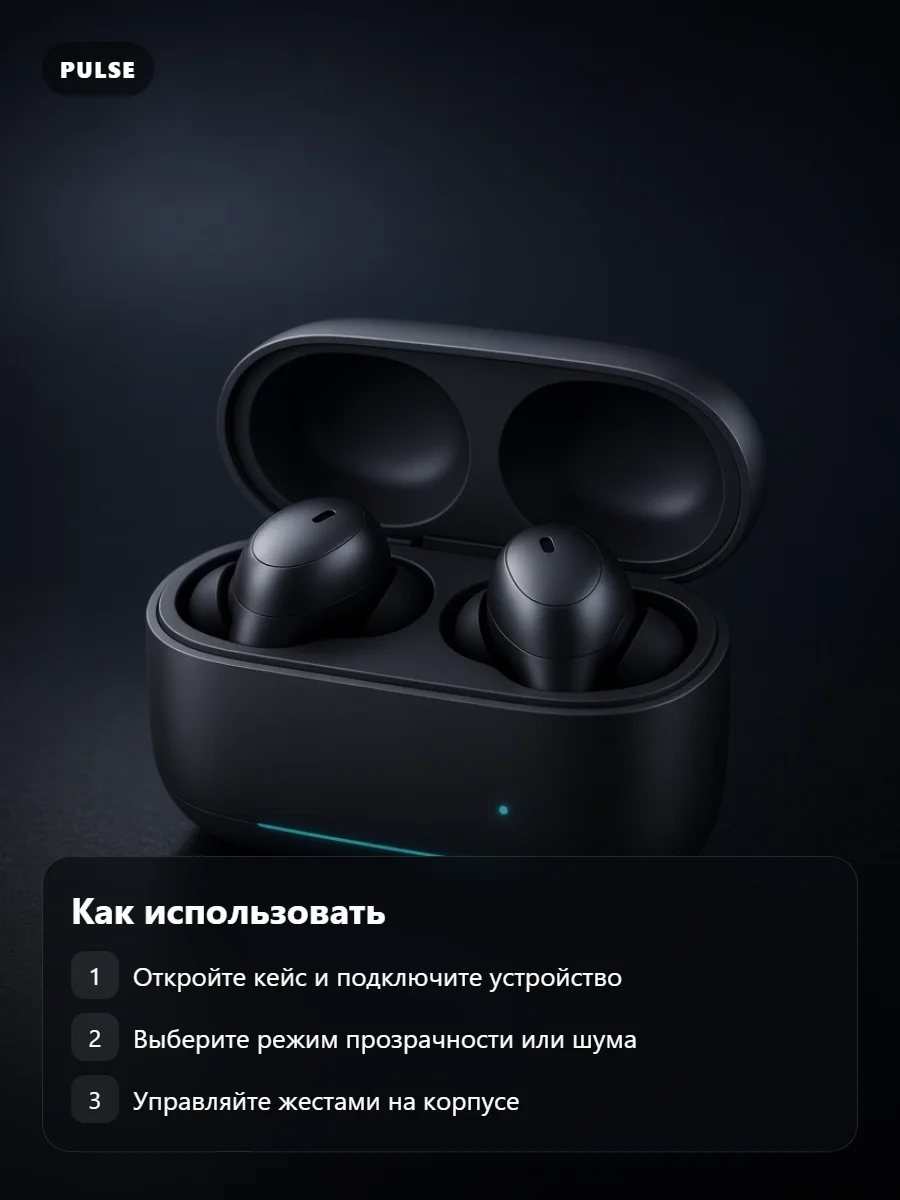 PULSE
Как использовать
1 Откройте кейс и подключите устройство
2 Выберите режим прозрачности или шума
3 Управляйте жестами на корпусе